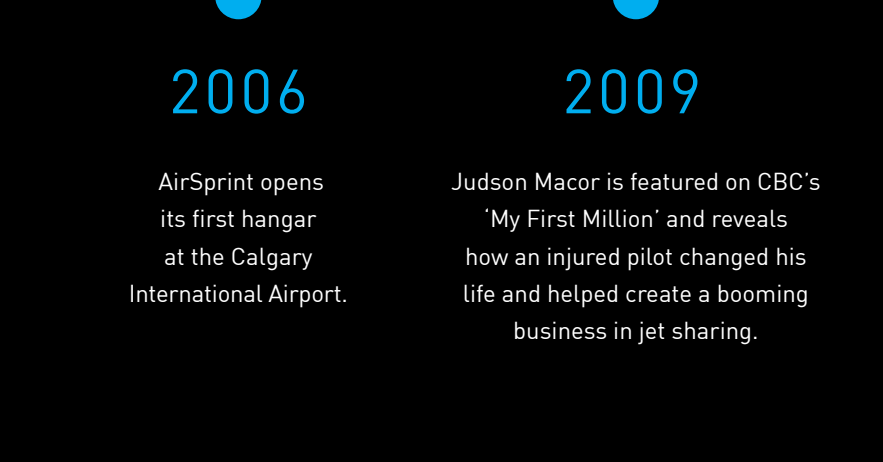 2006
AirSprint opens
its first hangar
at the Calgary
International Airport.
2009
Judson Macor is featured on CBC’s
‘My First Million’ and reveals
how an injured pilot changed his
life and helped create a booming
business in jet sharing.